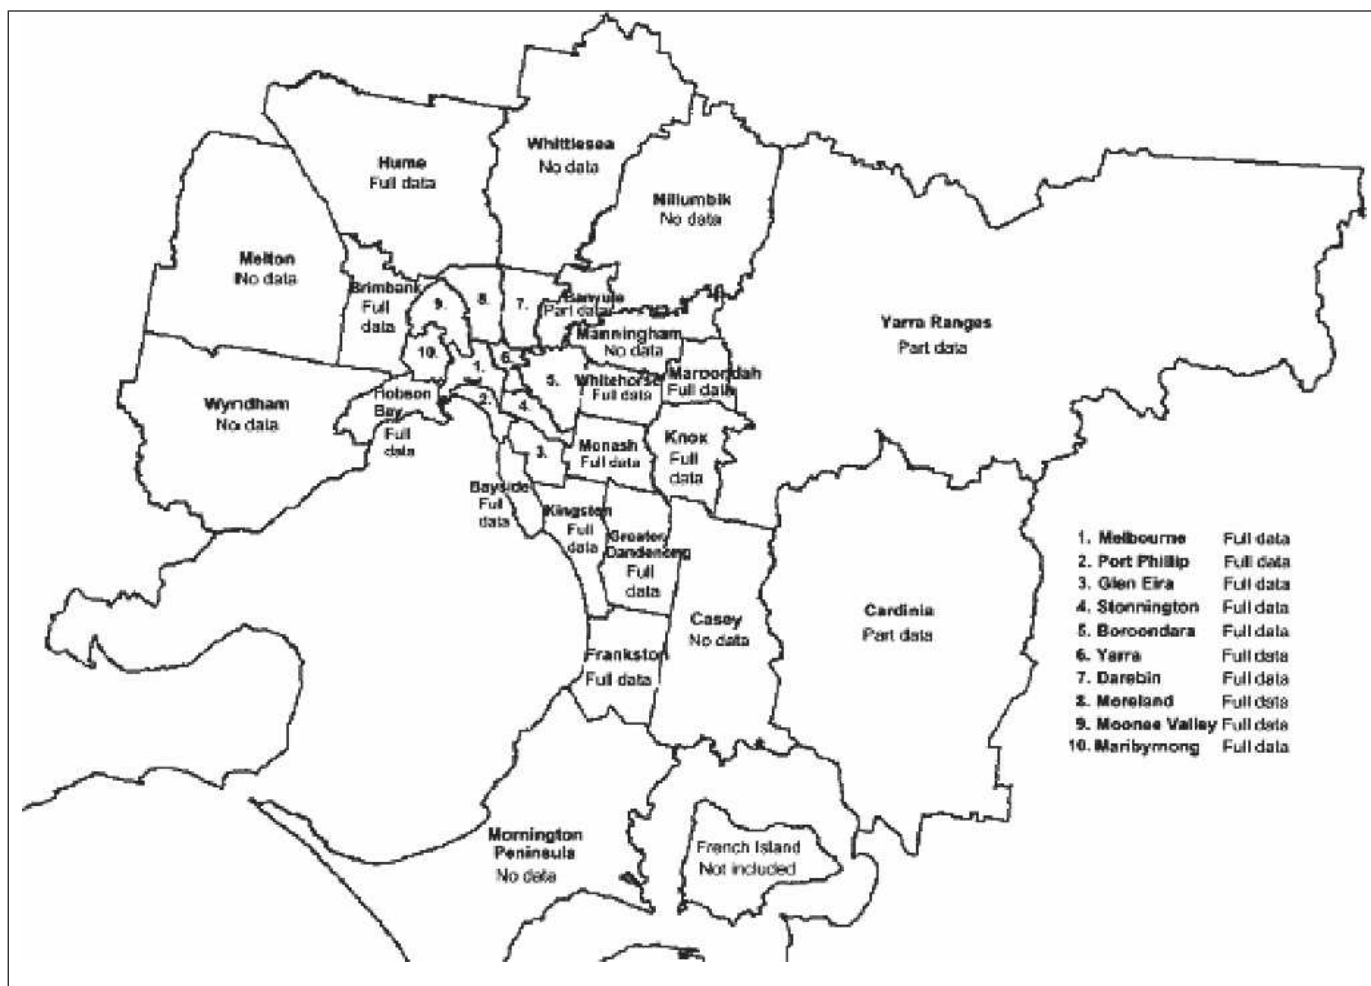 Whittlesea
No data
Hume
Full data
Nillumbik
No data
Melton
No data
Brimbank
Full
data
9.
8.
7.
Banyule
Part data
Manningham
No data
Yarra Ranges
Part data
10.
1.
6.
5.
Whitehorse
Full data
Maroondah
Full data
Wyndham
No data
Hobson
Bay
Full
data
2.
4.
3.
Monash
Full data
Knox
Full
data
Bayside
Full
data
Kingston
Full
data
Greater
Dandenong
Full
data
Casey
No data
Cardinia
Part data
Frankston
Full data
Mornington
Peninsula
No data
French Island
Not included
1. Melbourne Full data
2. Port Phillip Full data
3. Glen Eira Full data
4. Stonnington Full data
5. Boroondara Full data
6. Yarra Full data
7. Darebin Full data
8. Moreland Full data
9. Moonee Valley Full data
10. Maribyrnong Full data